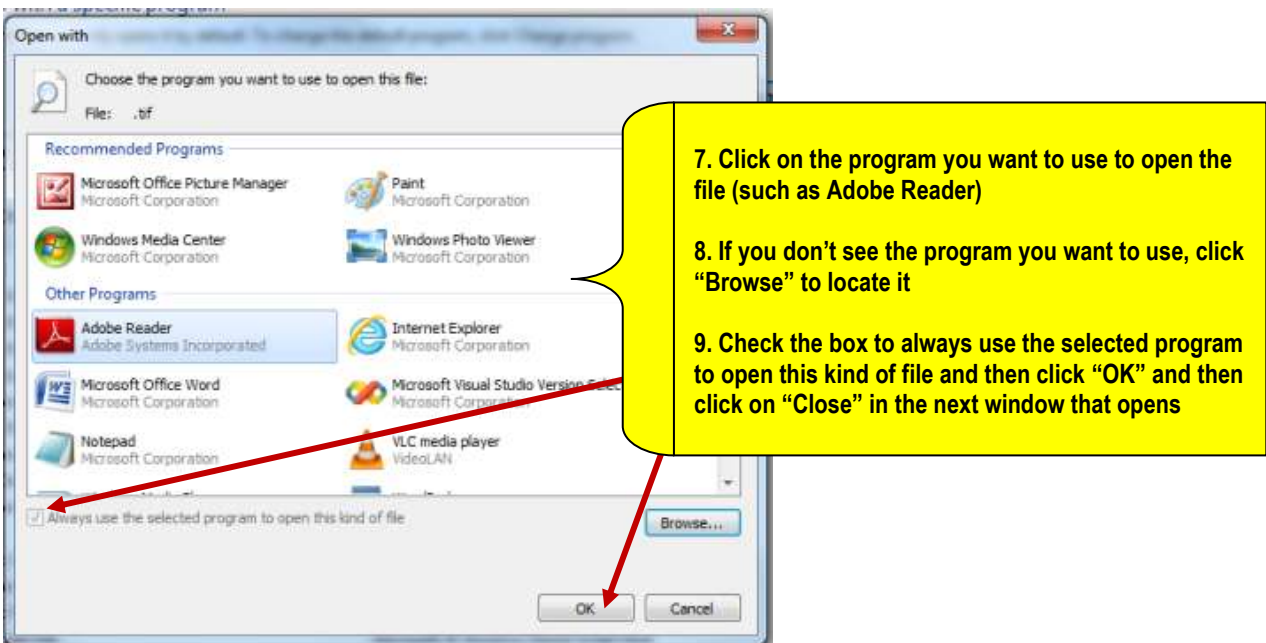 with a specific program
Open with
Choose the program you want to use to open this file:
File: .tif
Recommended Programs
Microsoft Office Picture Manager
Microsoft Corporation
Paint
Microsoft Corporation
Windows Media Center
Microsoft Corporation
Windows Photo Viewer
Microsoft Corporation
Other Programs
Adobe Reader
Adobe Systems Incorporated
Internet Explorer
Microsoft Corporation
Microsoft Office Word
Microsoft Corporation
Microsoft Visual Studio Version Selec
Microsoft Corporation
Notepad
Microsoft Corporation
VLC media player
VideoLAN
Always use the selected program to open this kind of file
Browse...
OK
Cancel
7. Click on the program you want to use to open the
file (such as Adobe Reader)
8. If you don’t see the program you want to use, click
“Browse” to locate it
9. Check the box to always use the selected program
to open this kind of file and then click “OK” and then
click on “Close” in the next window that opens